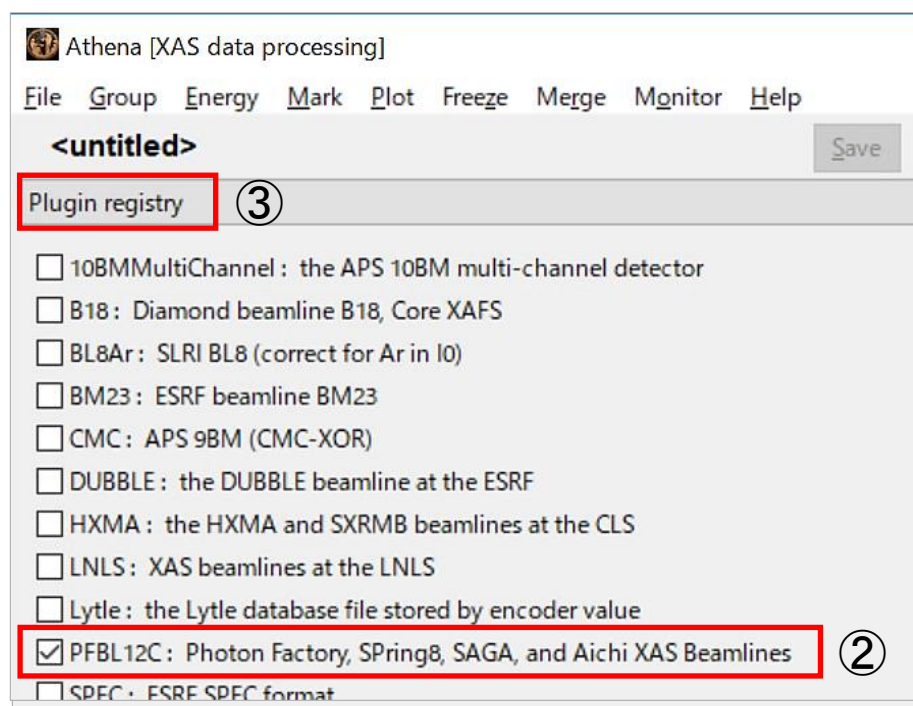 Athena [XAS data processing]
File Group Energy Mark Plot Freeze Merge Monitor Help
<untitled>
Save
Plugin registry ③
10BMMultiChannel : the APS 10BM multi-channel detector
B18 : Diamond beamline B18, Core XAFS
BL8Ar : SLRI BL8 (correct for Ar in I0)
BM23 : ESRF beamline BM23
CMC : APS 9BM (CMC-XOR)
DUBBLE : the DUBBLE beamline at the ESRF
HXMA : the HXMA and SXRMB beamlines at the CLS
LNLS : XAS beamlines at the LNLS
Lytle : the Lytle database file stored by encoder value
PFBL12C : Photon Factory, SPring8, SAGA, and Aichi XAS Beamlines ②
SPEC : ESRF SPEC format